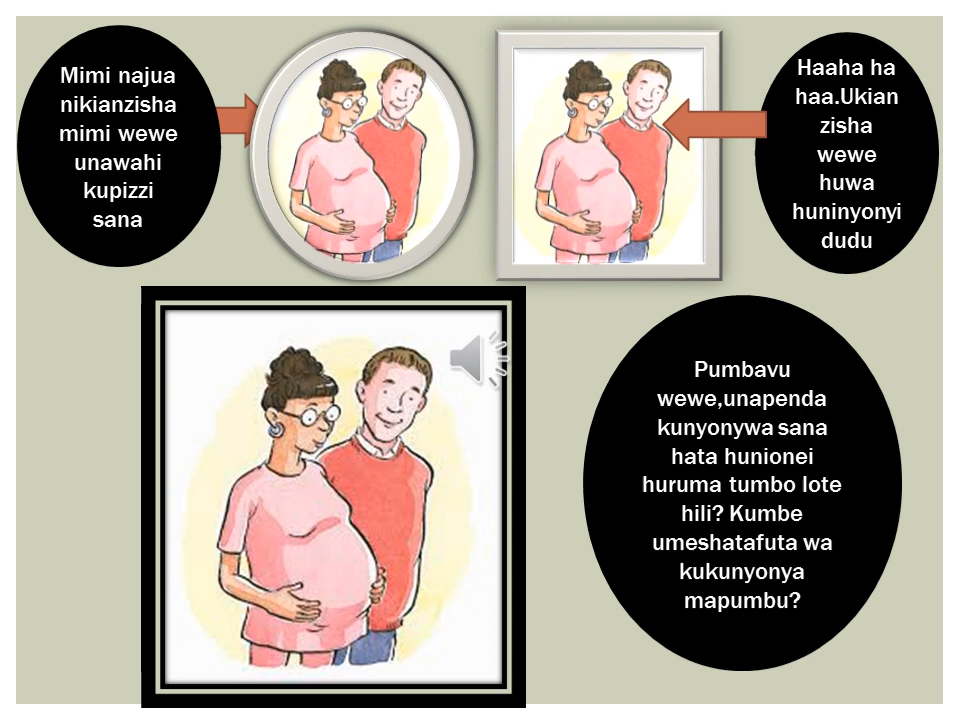 Mimi najua
nikianzisha
mimi wewe
unawahi
kupizzi
sana
Haaha ha
haa.Ukian
zisha
wewe
huwa
huninyonyi
dudu
Pumbavu
wewe,unapenda
kunyonywa sana
hata hunionei
huruma tumbo lote
hili? Kumbe
umeshatafuta wa
kukunyonya
mapumbu?